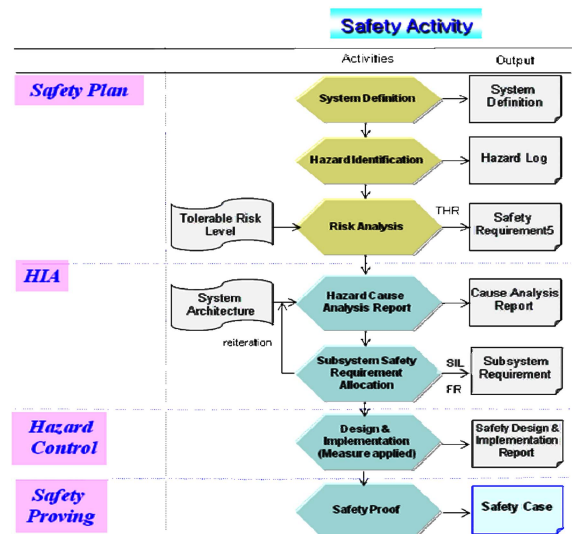 Safety Activity
Activities
Output
Safety Plan
System Definition
System
Definition
Hazard Identification
Hazard Log
Tolerable Risk
Level
Risk Analysis
THR
Safety
Requirement5
HIA
System
Architecture
Hazard Cause
Analysis Report
Cause Analysis
Report
reiteration
Subsystem Safety
Requirement
Allocation
SIL
FR
Subsystem
Requirement
Hazard
Control
Design &
Implementation
(Measure applied)
Safety Design &
Implementation
Report
Safety
Proving
Safety Proof
Safety Case